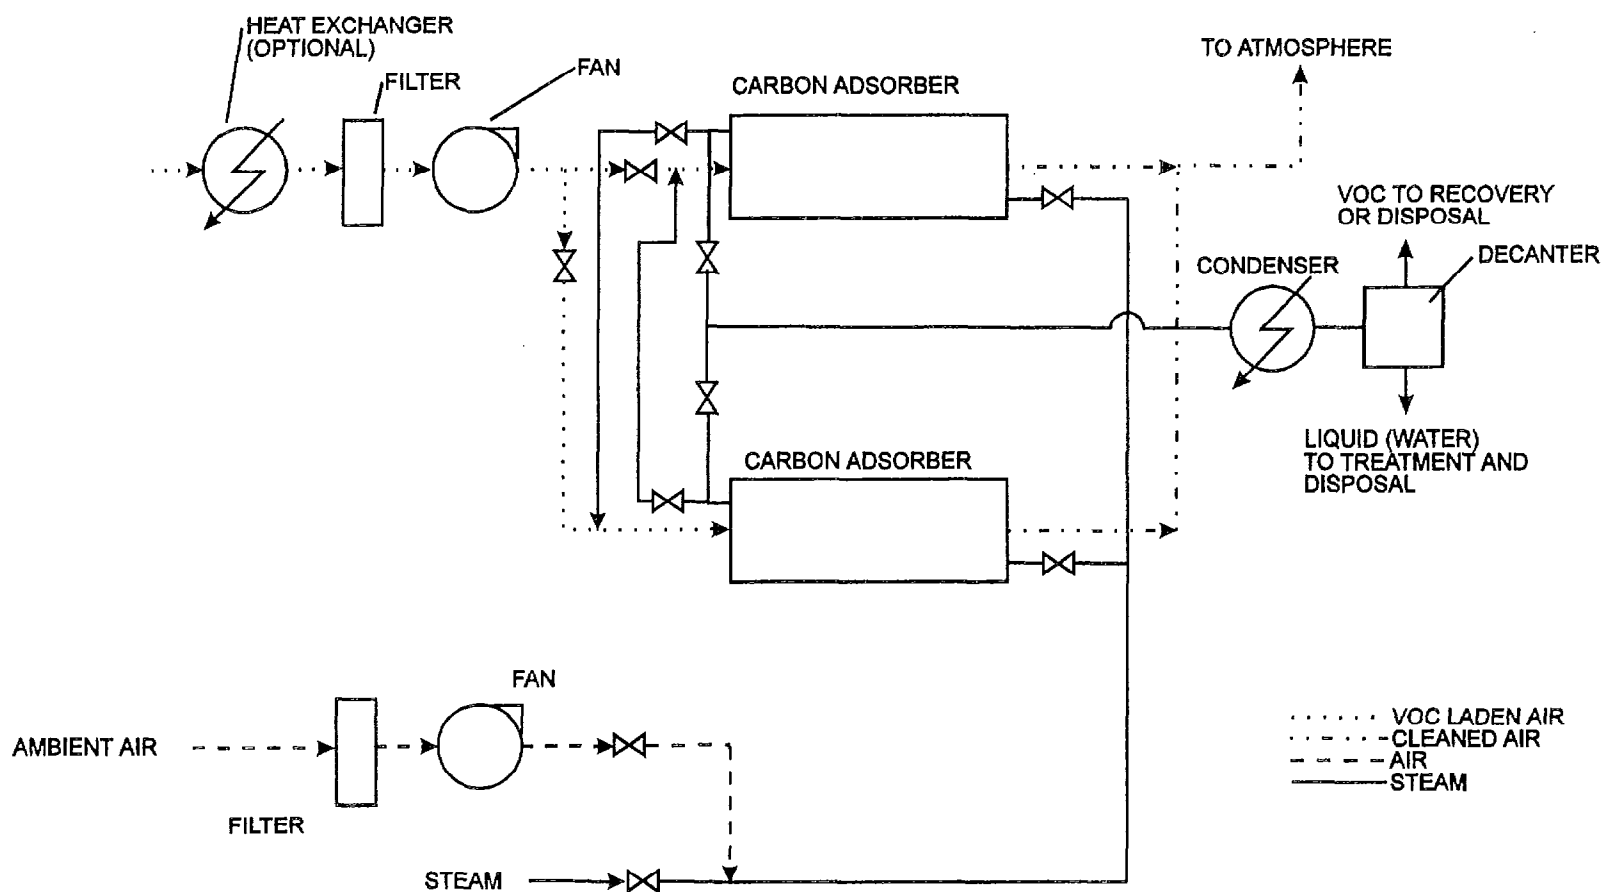 HEAT EXCHANGER
(OPTIONAL)
FILTER
FAN
CARBON ADSORBER
TO ATMOSPHERE
VOC TO RECOVERY
OR DISPOSAL
DECANTER
CONDENSER
LIQUID (WATER)
TO TREATMENT AND
DISPOSAL
CARBON ADSORBER
FAN
AMBIENT AIR
FILTER
STEAM
VOC LADEN AIR
CLEANED AIR
AIR
STEAM